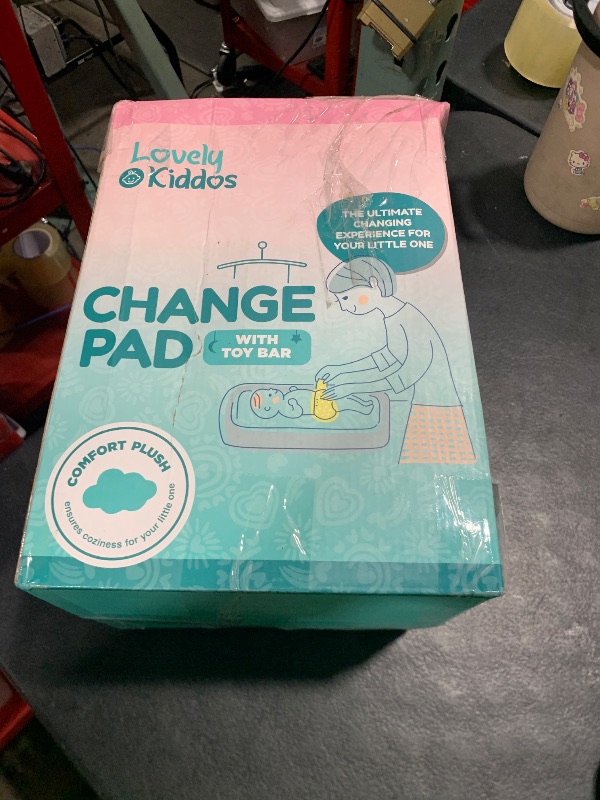 Lovely
Kiddos
THE ULTIMATE
CHANGING
EXPERIENCE FOR
YOUR LITTLE ONE
CHANGE
PAD
WITH
TOY BAR
COMFORT PLUSH
ensures coziness for your little one